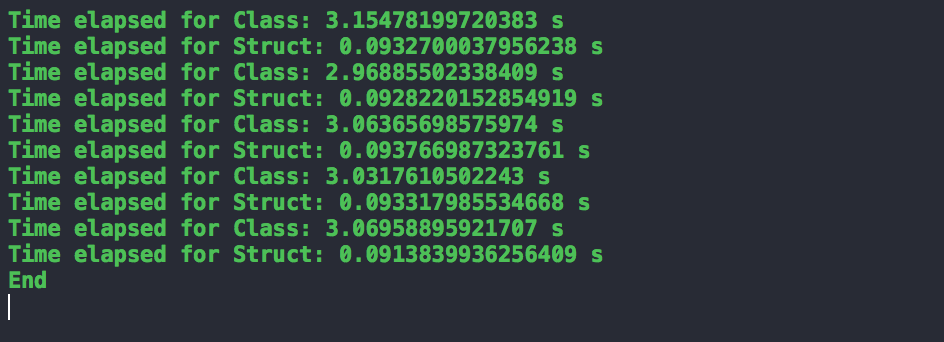 Time elapsed for Class: 3.15478199720383 s
Time elapsed for Struct: 0.0932700037956238 s
Time elapsed for Class: 2.96885502338409 s
Time elapsed for Struct: 0.0928220152854919 s
Time elapsed for Class: 3.06365698575974 s
Time elapsed for Struct: 0.093766987323761 s
Time elapsed for Class: 3.0317610502243 s
Time elapsed for Struct: 0.093317985534668 s
Time elapsed for Class: 3.06958895921707 s
Time elapsed for Struct: 0.0913839936256409 s
End